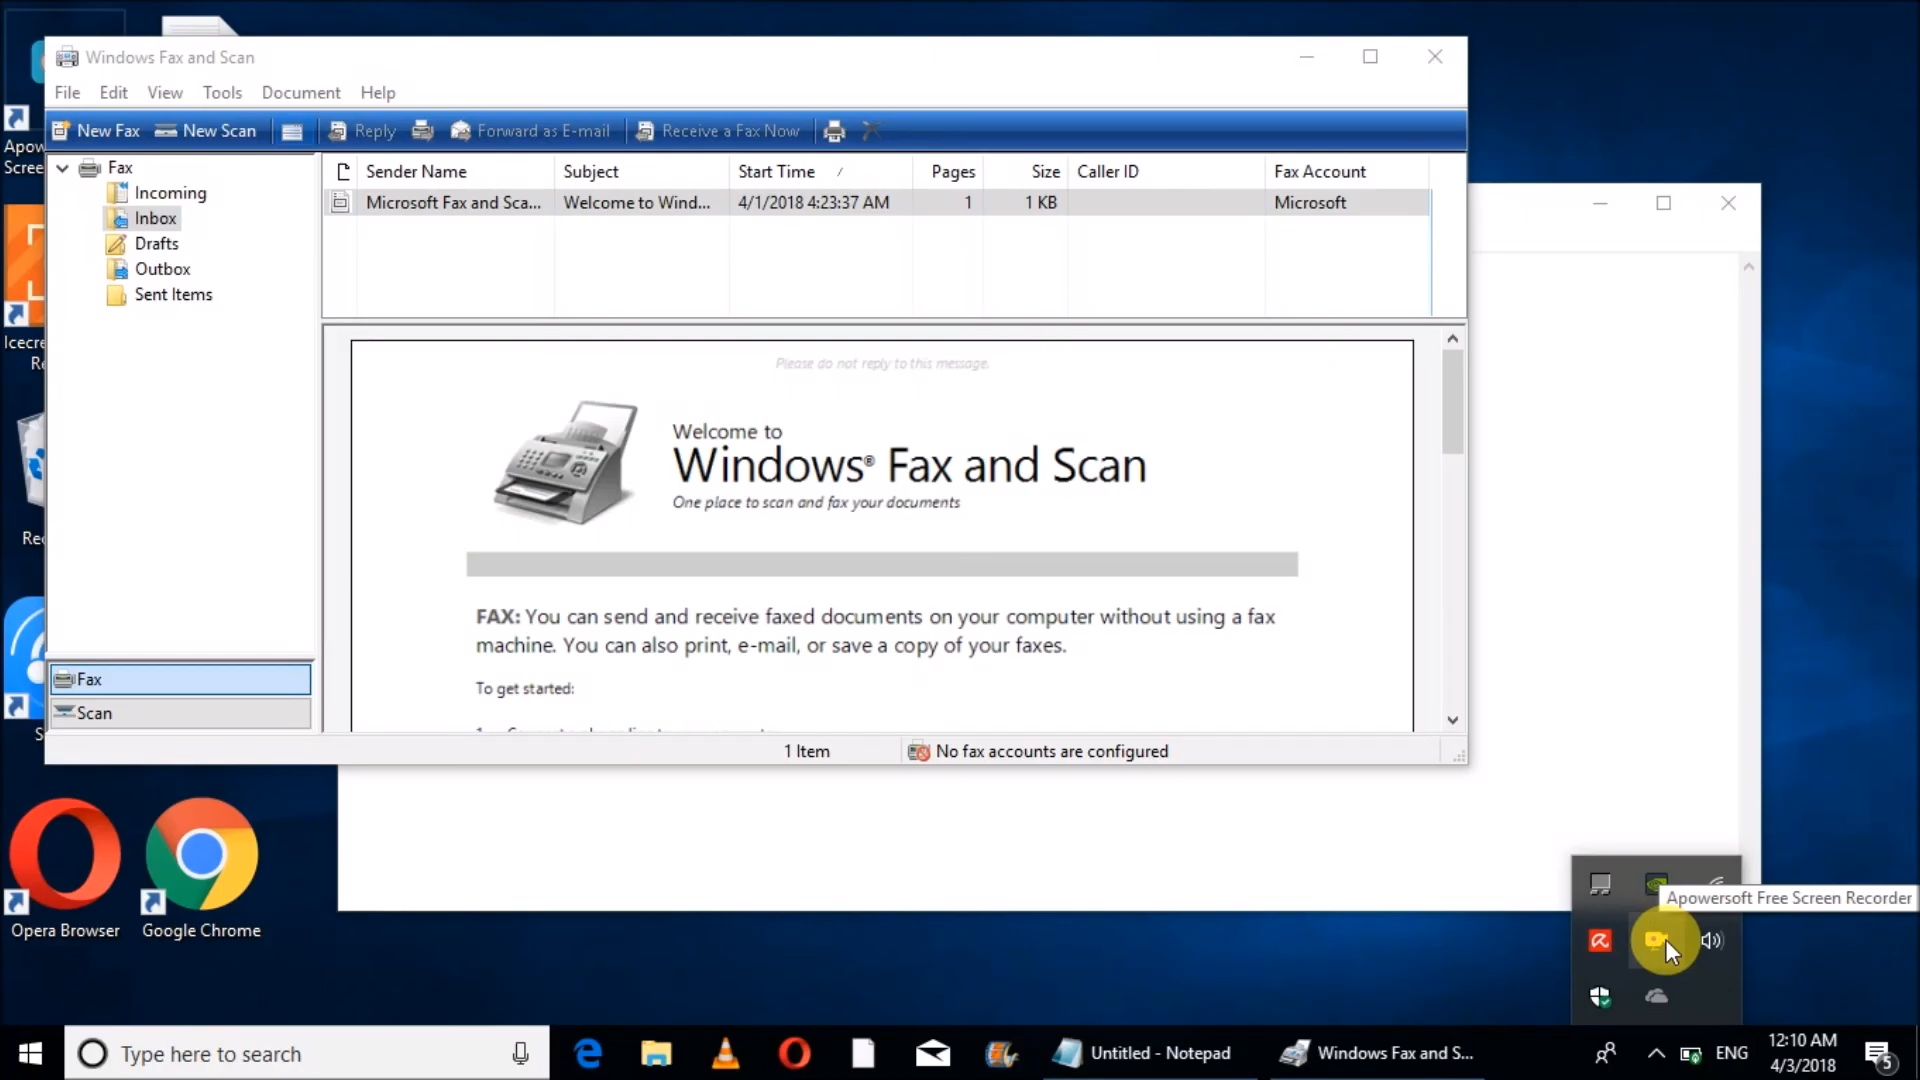 Windows Fax and Scan
File Edit View Tools Document Help
New Fax New Scan Reply Forward as E-mail Receive a Fax Now
Fax
Incoming
Inbox
Drafts
Outbox
Sent Items
Fax
Scan
Sender Name Subject Start Time Pages Size Caller ID Fax Account
Microsoft Fax and Sca... Welcome to Wind... 4/1/2018 4:23:37 AM 1 1 KB Microsoft
Please do not reply to this message.
Welcome to
Windows® Fax and Scan
One place to scan and fax your documents
FAX: You can send and receive faxed documents on your computer without using a fax
machine. You can also print, e-mail, or save a copy of your faxes.
To get started:
1 Item No fax accounts are configured
Apow
Scree
Icecre
Re
Rec
S
Opera Browser
Google Chrome
Apowersoft Free Screen Recorder
Type here to search
Untitled - Notepad
Windows Fax and S...
ENG
12:10 AM
4/3/2018
5